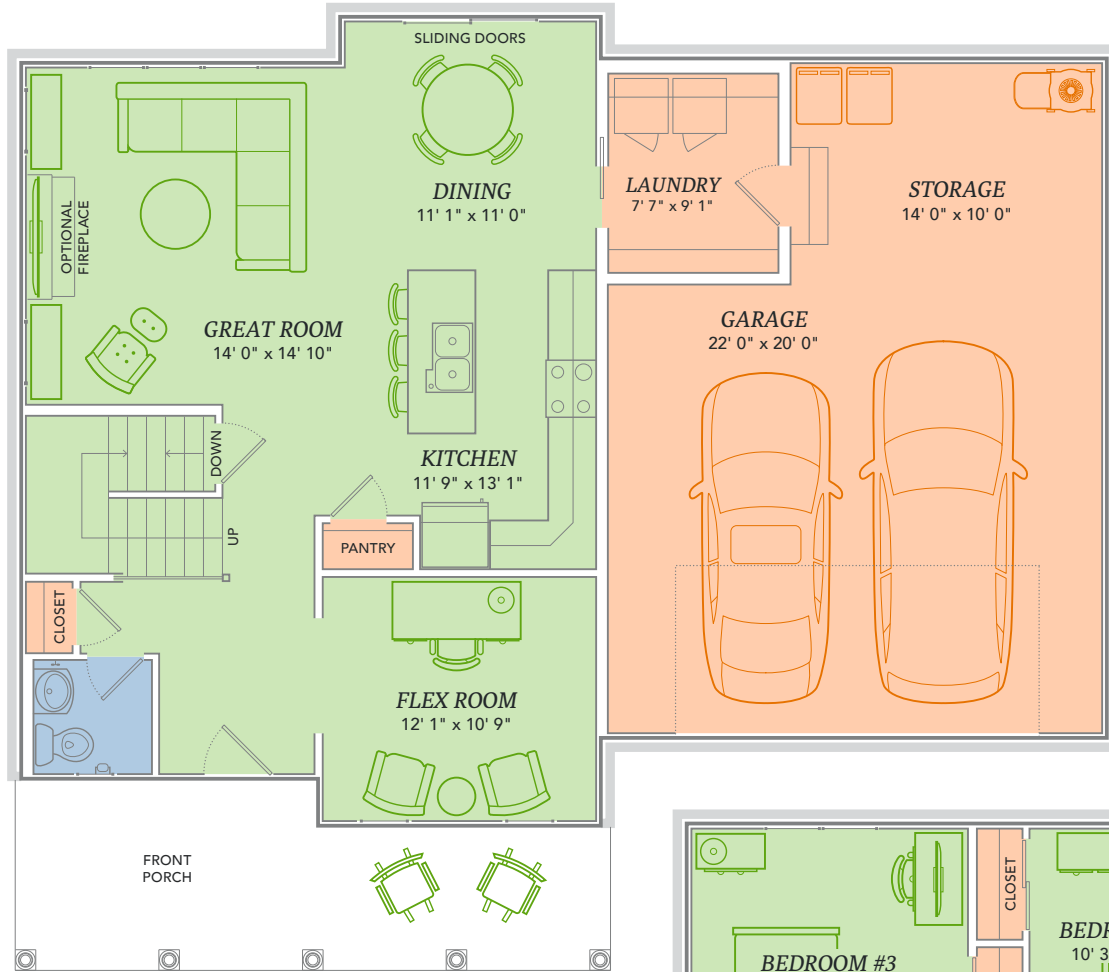 SLIDING DOORS
DINING
11' 1" x 11' 0"
LAUNDRY
7' 7" x 9' 1"
STORAGE
14' 0" x 10' 0"
OPTIONAL
FIREPLACE
GREAT ROOM
14' 0" x 14' 10"
GARAGE
22' 0" x 20' 0"
DOWN
KITCHEN
11' 9" x 13' 1"
UP
PANTRY
CLOSET
FLEX ROOM
12' 1" x 10' 9"
FRONT
PORCH
CLOSET
BEDROOM #3
10' 3